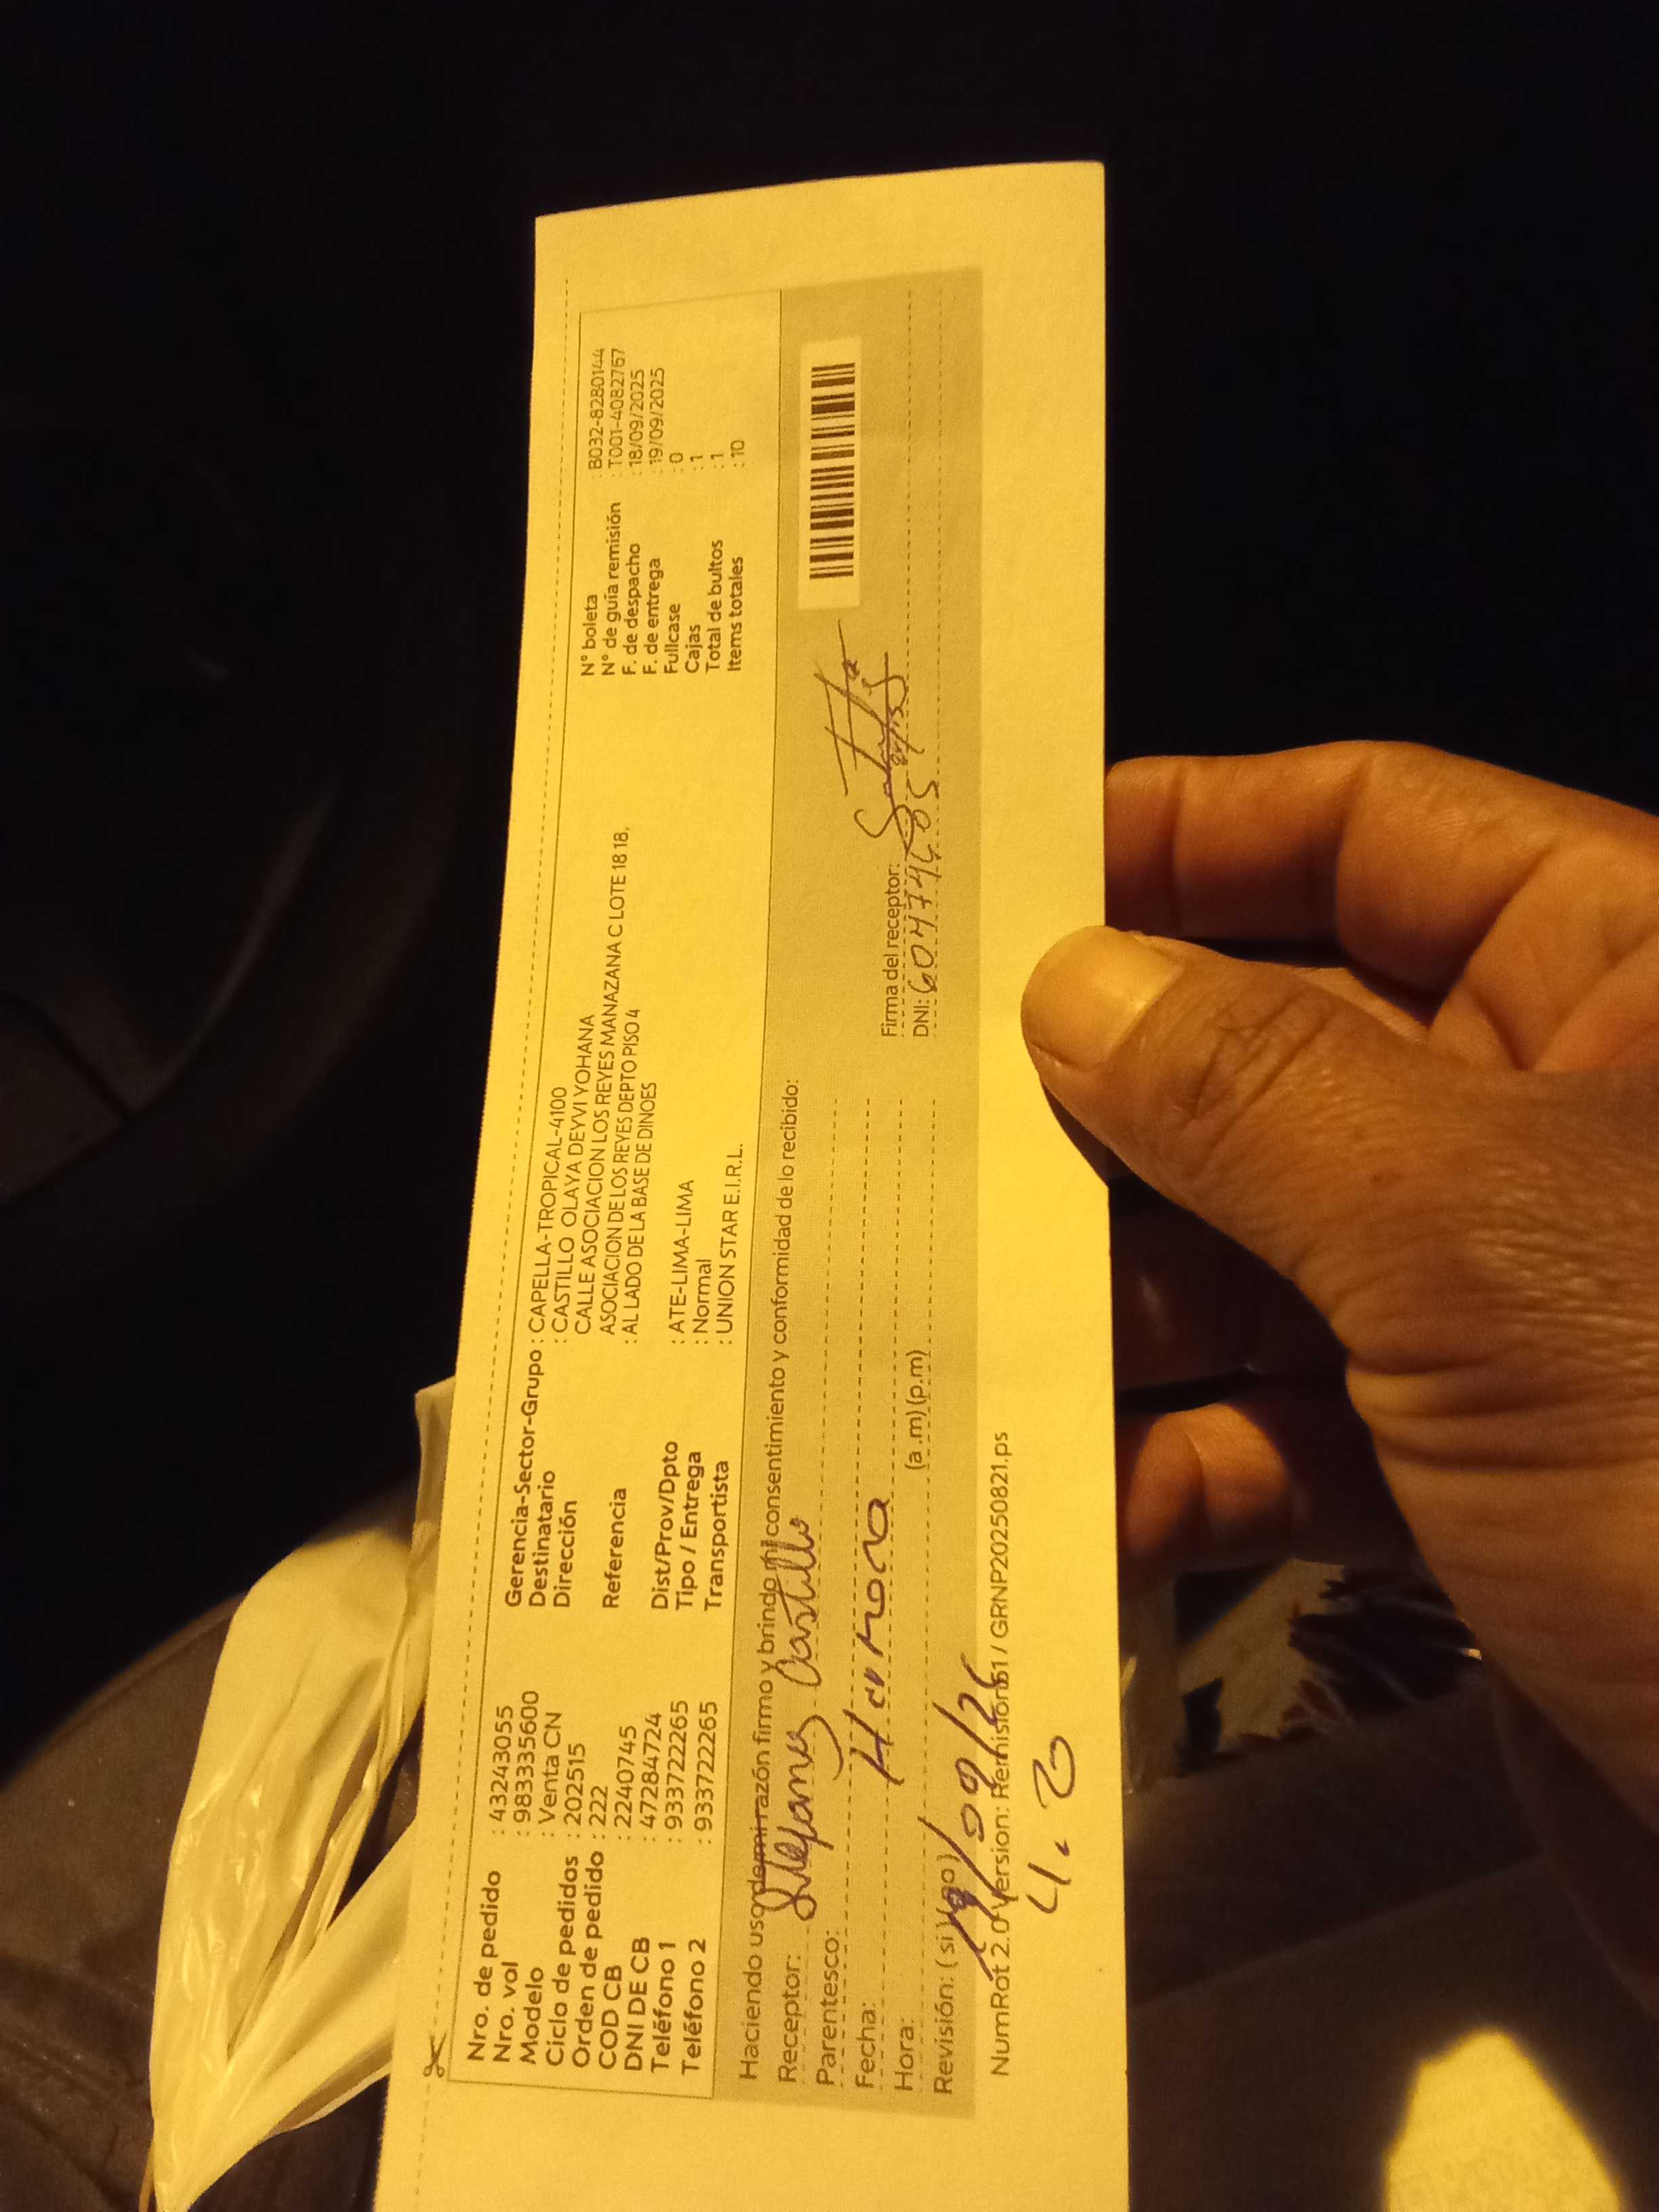 Nro. de pedido : 43243055
Nro. vol : 9833335600
Modelo : Venta CN
Ciclo de pedidos : 202515
Orden de pedido : 222
COD CB : 2240745
DNI DE CB : 47284724
Teléfono 1 : 933722265
Teléfono 2 : 933722265
Gerencia-Sector-Grupo : CAPELLA-TROPICAL-4100
Destinatario : CASTILLO OLAYA DEYVI YOHANA
Dirección CALLE ASOCIACION LOS REYES MANAZANA C LOTE 18 18,
ASOCIACION DE LOS REYES DEPTO PISO 4
Referencia : AL LADO DE LA BASE DE DINOES
Dist/Prov/Dpto : ATE-LIMA-LIMA
Tipo / Entrega : Normal
Transportista : UNION STAR E.I.R.L.
N° boleta : B032-8280144
N° de guía remisión : T001-4082767
F. de despacho : 18/09/2025
F. de entrega : 19/09/2025
Fullcase : 0
Cajas : 1
Total de bultos : 1
Items totales : 10
Haciendo uso de mi razón firmo y brindo mi consentimiento y conformidad de lo recibido:
Receptor: Castillo
Parentesco:
Fecha: Hermana
Hora: (a.m) (p.m)
Revisión: ( si ) ( no )
Firma del receptor:
DNI:
NumRot 2.0 Version: Remision51 / GRNP20250821.ps